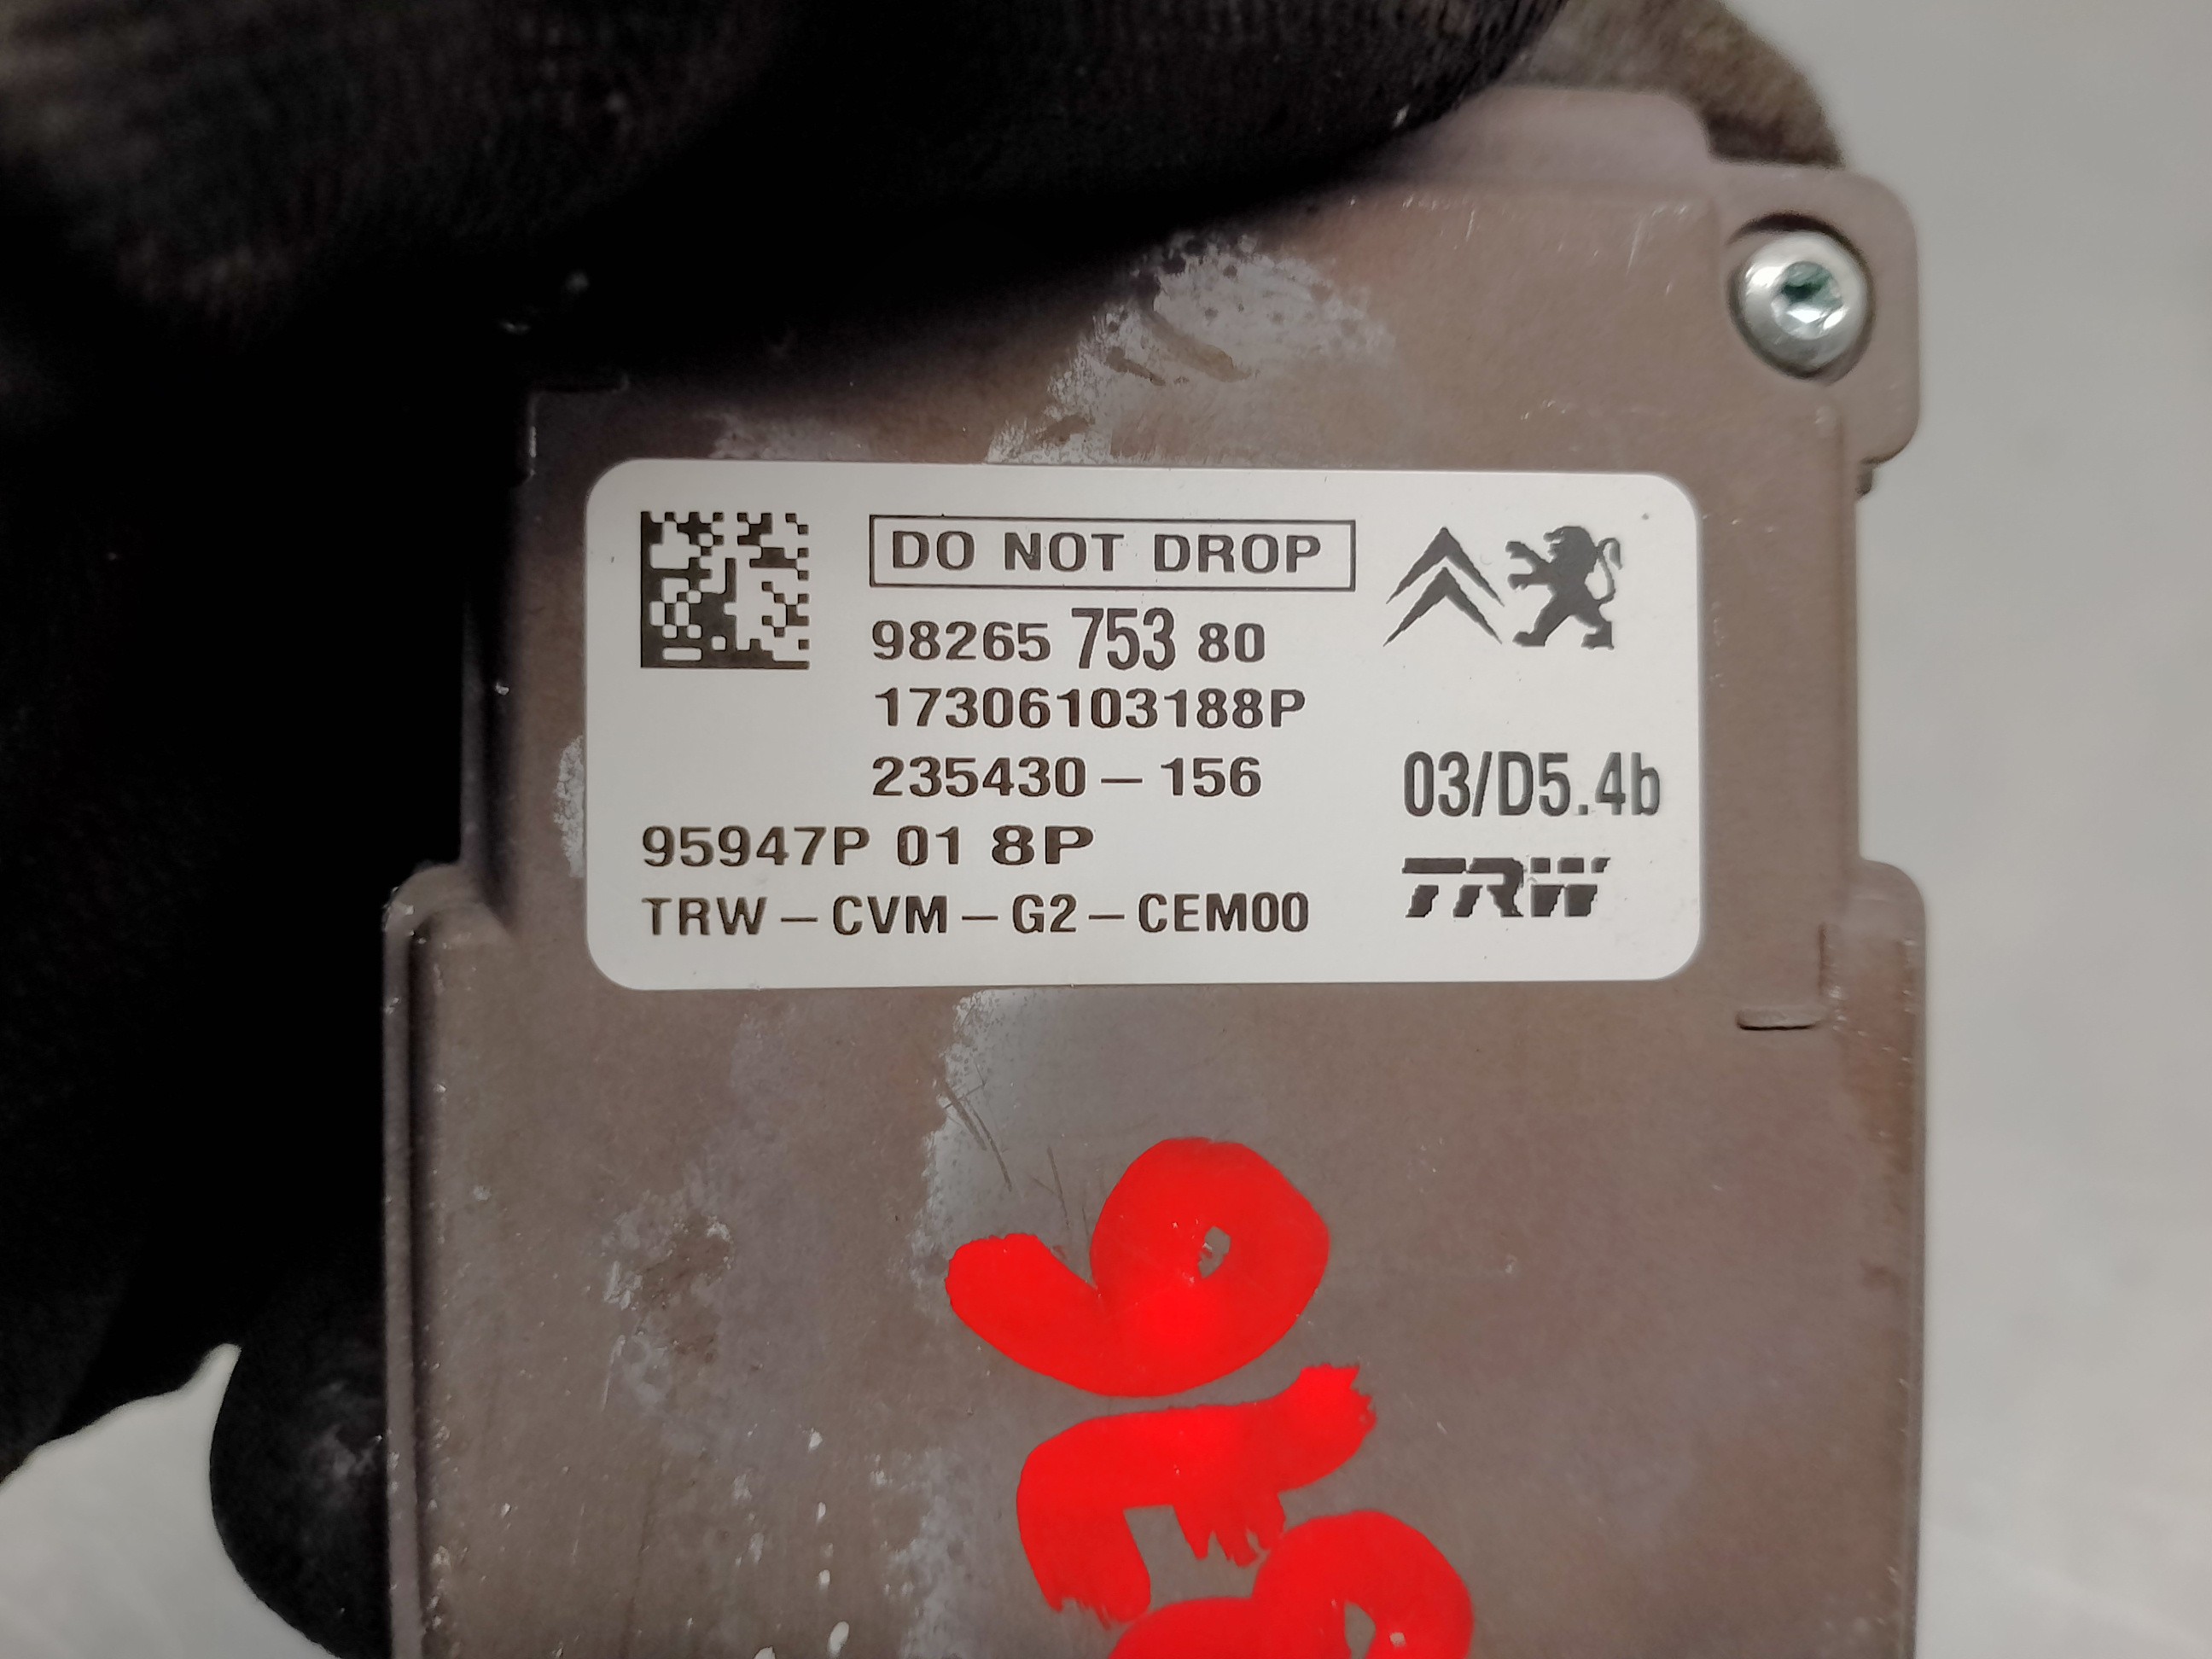 DO NOT DROP
98265 753 80
17306103188P
235430-156
03/D5.4b
95947P 01 8P
TRW
TRW-CVM-G2-CEM00